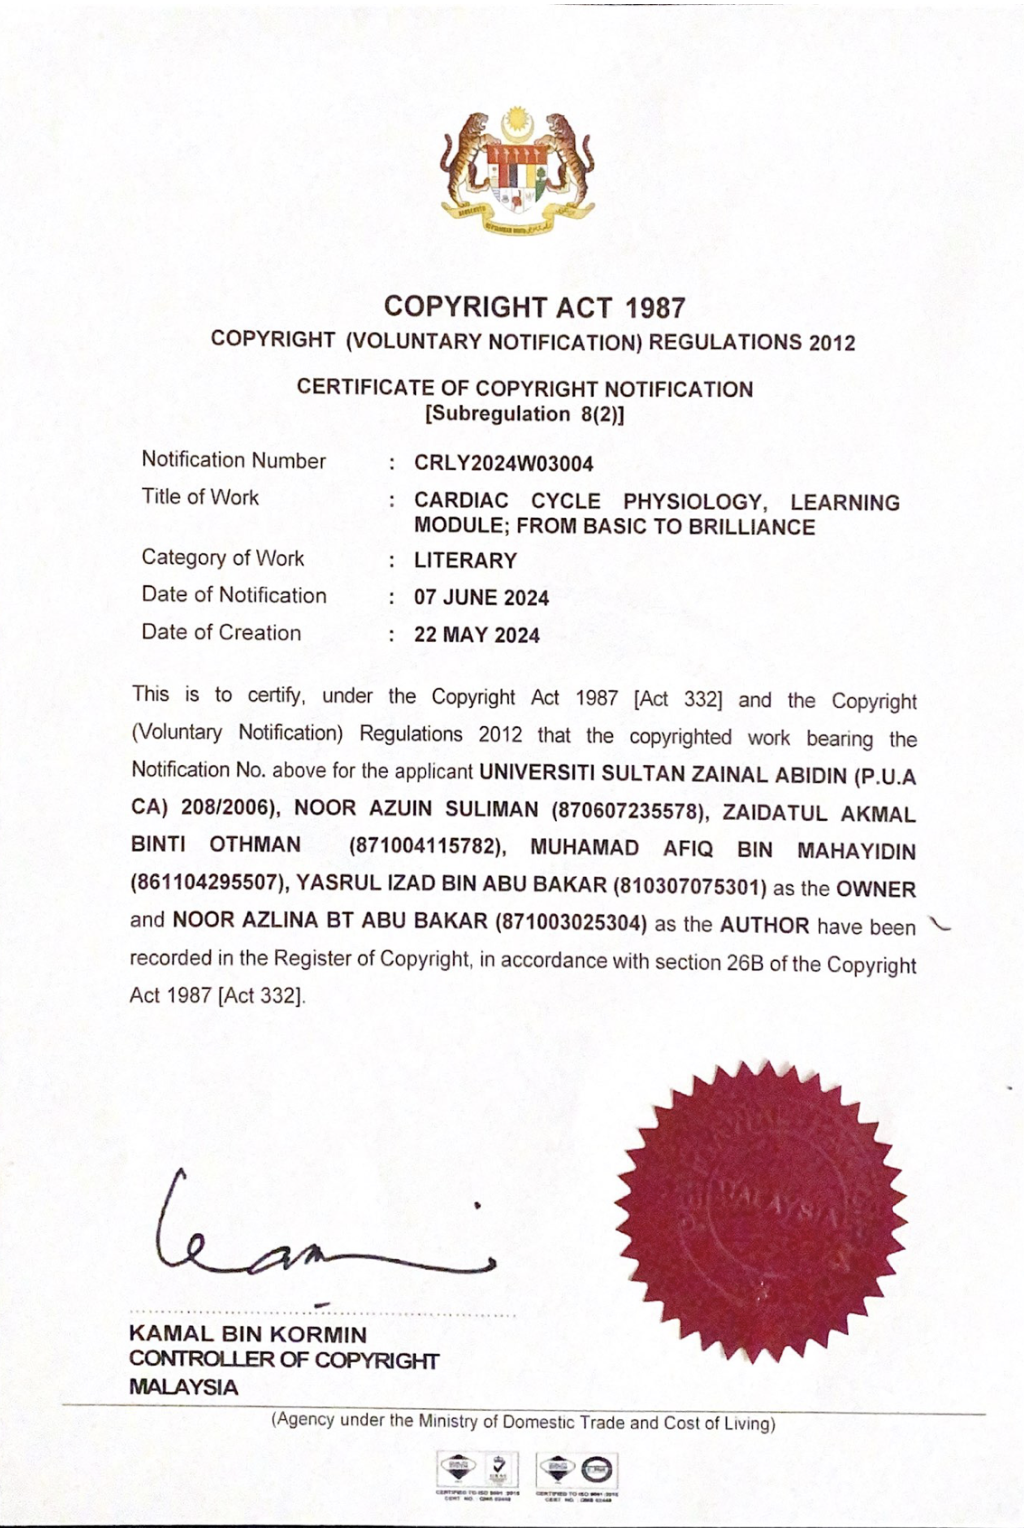 COPYRIGHT ACT 1987
COPYRIGHT (VOLUNTARY NOTIFICATION) REGULATIONS 2012
CERTIFICATE OF COPYRIGHT NOTIFICATION
[Subregulation 8(2)]
Notification Number : CRLY2024W03004
Title of Work : CARDIAC CYCLE PHYSIOLOGY, LEARNING
MODULE; FROM BASIC TO BRILLIANCE
Category of Work : LITERARY
Date of Notification : 07 JUNE 2024
Date of Creation : 22 MAY 2024
This is to certify, under the Copyright Act 1987 [Act 332] and the Copyright
(Voluntary Notification) Regulations 2012 that the copyrighted work bearing the
Notification No. above for the applicant UNIVERSITI SULTAN ZAINAL ABIDIN (P.U.A
CA) 208/2006), NOOR AZUIN SULIMAN (870607235578), ZAIDATUL AKMAL
BINTI OTHMAN (871004115782), MUHAMAD AFIQ BIN MAHAYIDIN
(861104295507), YASRUL IZAD BIN ABU BAKAR (810307075301) as the OWNER
and NOOR AZLINA BT ABU BAKAR (871003025304) as the AUTHOR have been
recorded in the Register of Copyright, in accordance with section 26B of the Copyright
Act 1987 [Act 332].
MALAYSIA
KAMAL BIN KORMIN
CONTROLLER OF COPYRIGHT
MALAYSIA
(Agency under the Ministry of Domestic Trade and Cost of Living)